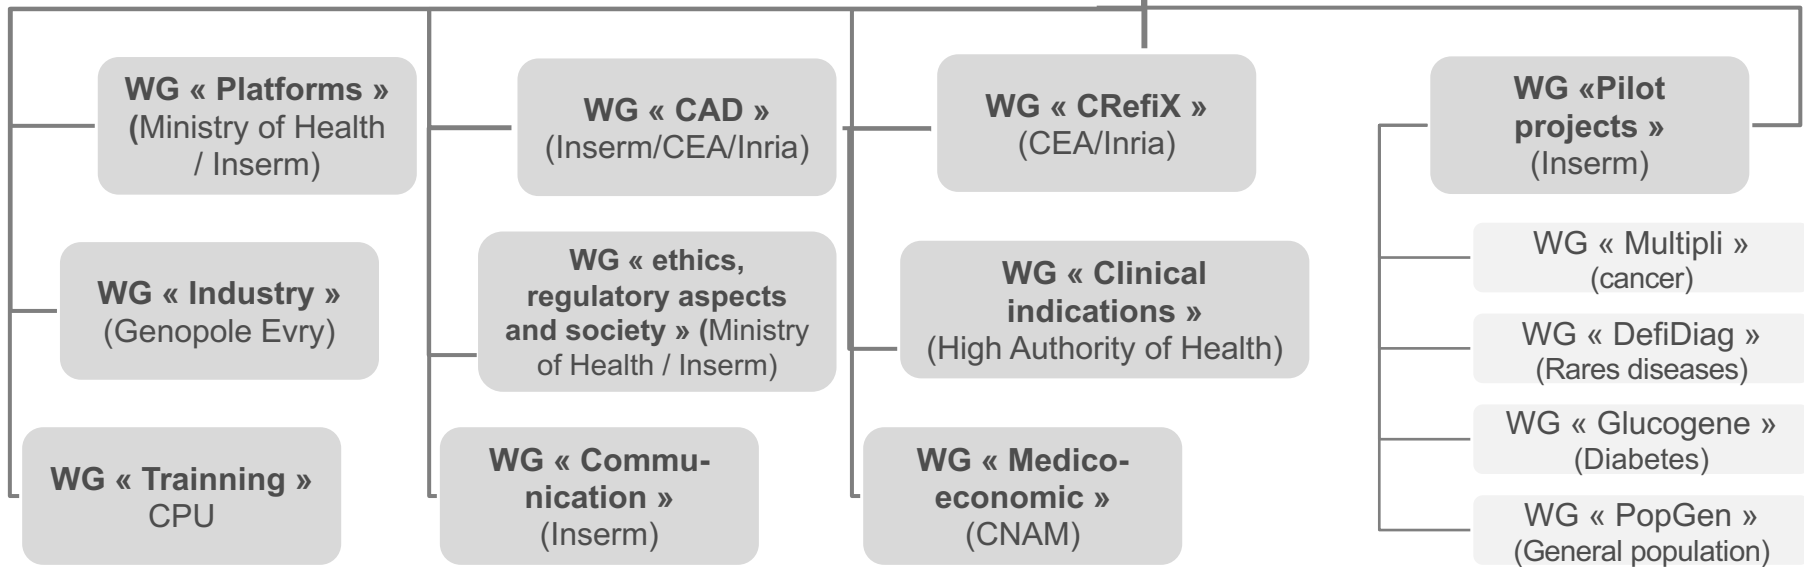 WG « Platforms »
(Ministry of Health
/ Inserm)
WG « Industry »
(Genopole Evry)
WG « Trainning »
CPU
WG « CAD »
(Inserm/CEA/Inria)
WG « ethics,
regulatory aspects
and society » (Ministry
of Health / Inserm)
WG « Commu-
nication »
(Inserm)
WG « CRefiX »
(CEA/Inria)
WG « Clinical
indications »
(High Authority of Health)
WG « Medico-
economic »
(CNAM)
WG «Pilot
projects »
(Inserm)
WG « Multipli »
(cancer)
WG « DefiDiag »
(Rares diseases)
WG « Glucogene »
(Diabetes)
WG « PopGen »
(General population)